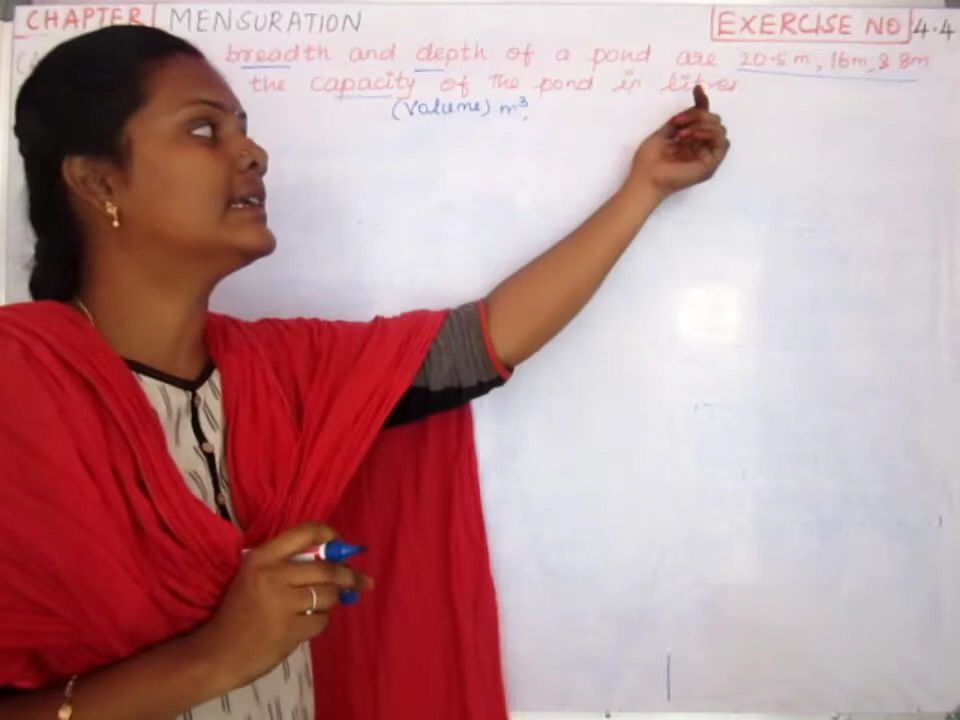 CHAPTER MENSURATION EXERCISE NO 4.4
breadth and depth of a pond are 20.5 m, 16m, & 8m
the capacity of the pond in litres.
(Volume) m³.